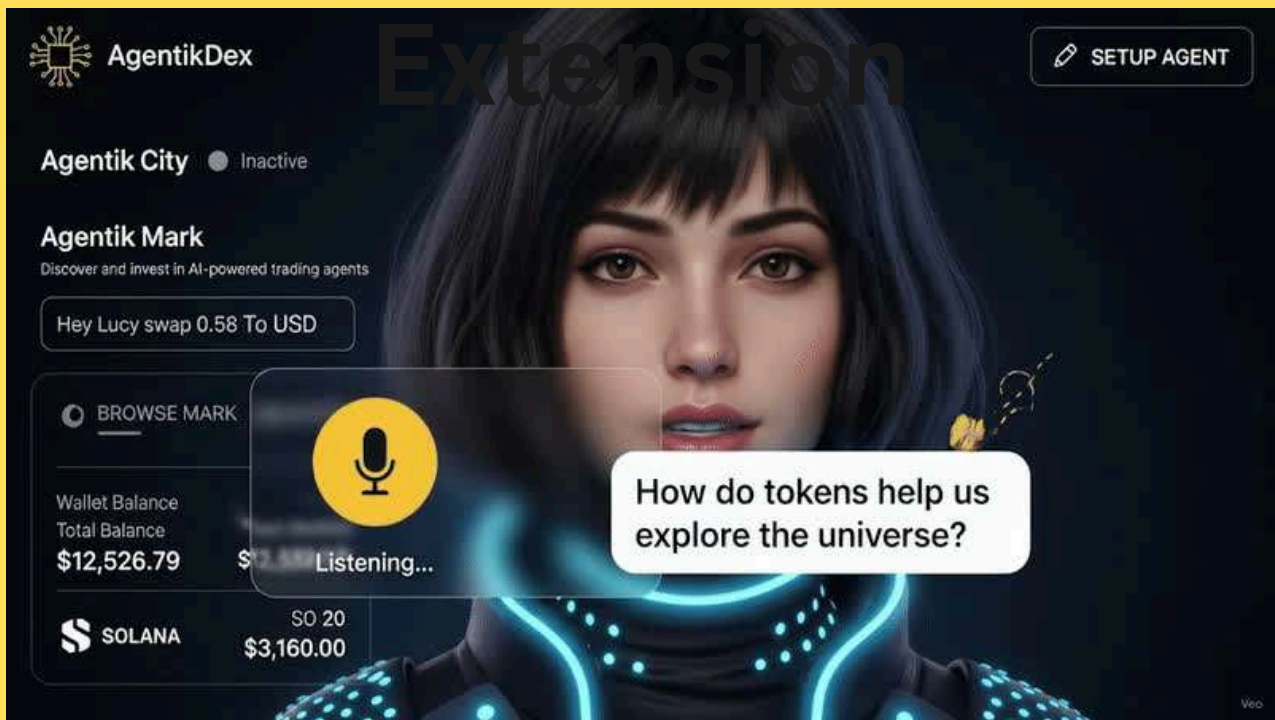 Extension
AgentikDex
SETUP AGENT
Agentik City
Inactive
Agentik Mark
Discover and invest in AI-powered trading agents
Hey Lucy swap 0.58 To USD
BROWSE MARK
Wallet Balance
Total Balance
$12,526.79
$
Listening...
How do tokens help us
explore the universe?
SOLANA
SO 20
$3,160.00
Veo